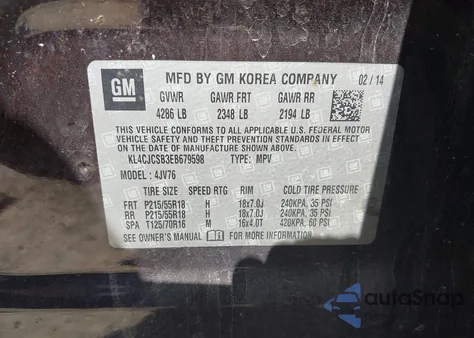 GM
MFD BY GM KOREA COMPANY 02/14
GVWR GAWR FRT GAWR RR
4286 LB 2348 LB 2194 LB
THIS VEHICLE CONFORMS TO ALL APPLICABLE U.S. FEDERAL MOTOR
VEHICLE SAFETY, BUMPER, AND THEFT PREVENTION STANDARDS IN
EFFECT ON THE DATE OF MANUFACTURE SHOWN ABOVE.
KL4CJCSB3EB679598 TYPE: MPV
MODEL: 4JV76
TIRE SIZE SPEED RTG RIM COLD TIRE PRESSURE
FRT P215/55R18 H 18x7.0J 240KPA, 35 PSI
RR P215/55R18 H 18x7.0J 240KPA, 35 PSI
SPA T125/70R16 M 16x4.0T 420KPA, 60 PSI
SEE OWNER'S MANUAL FOR MORE INFORMATION.
autoSnap